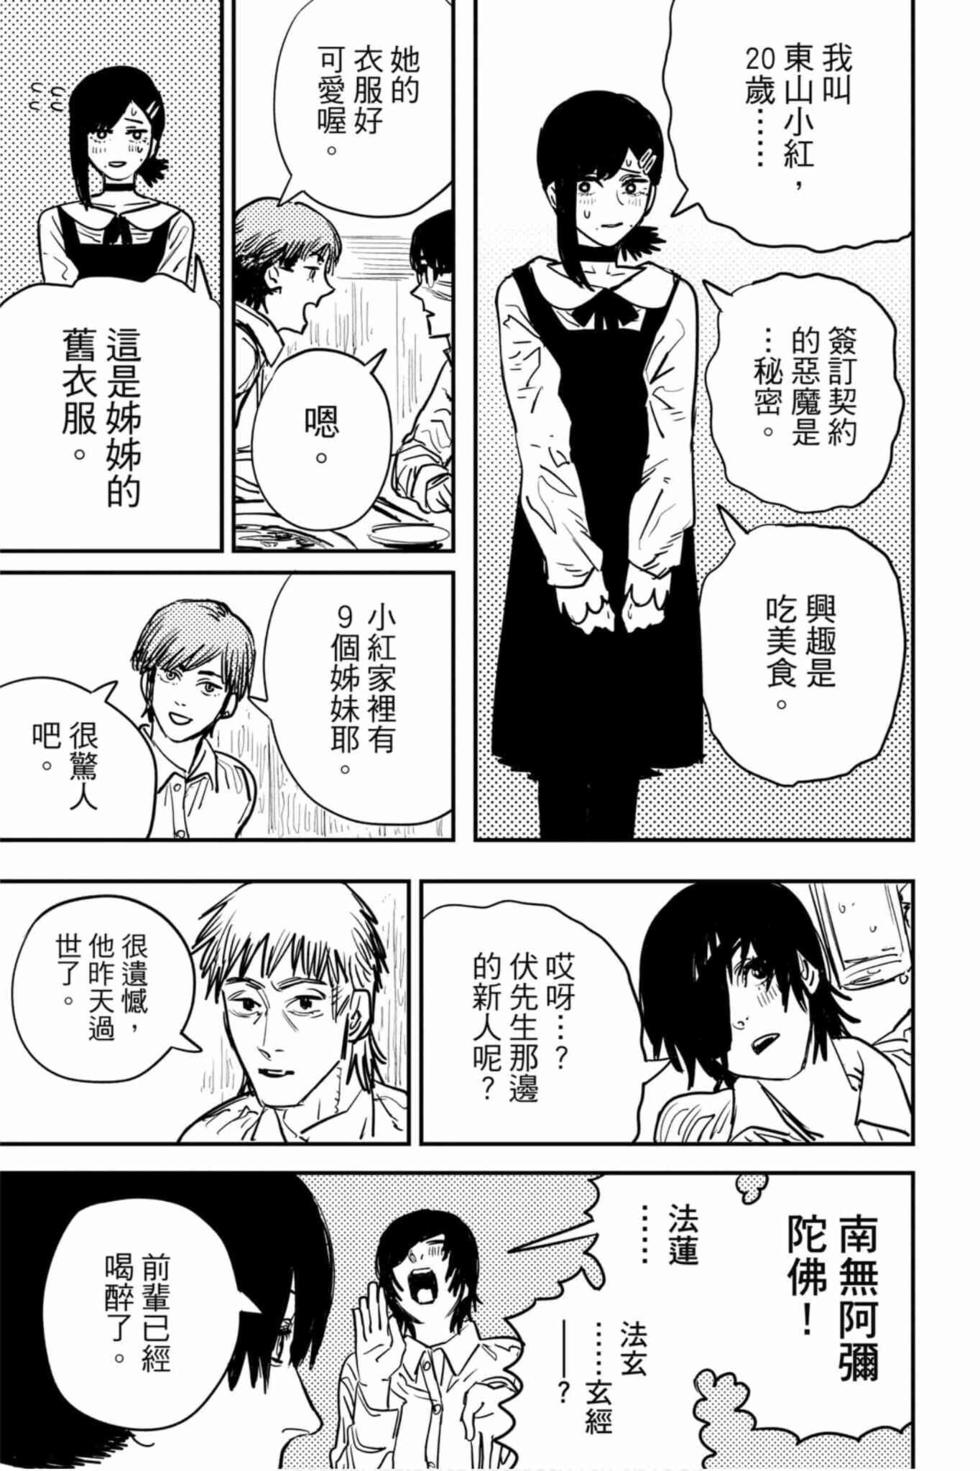 我叫
東山小紅，
20歲……
簽訂契約
的惡魔是
…秘密。
興趣是
吃美食。
她的
衣服好
可愛喔。
嗯。
這是姊姊的
舊衣服。
小紅家裡有
9個姊妹耶。
很驚人
吧。
哎呀…？
伏先生那邊
的新人呢？
很遺憾，
他昨天過
世了。
南無阿彌
陀佛！
法蓮
……
法玄
……玄經
——？
前輩已經
喝醉了。